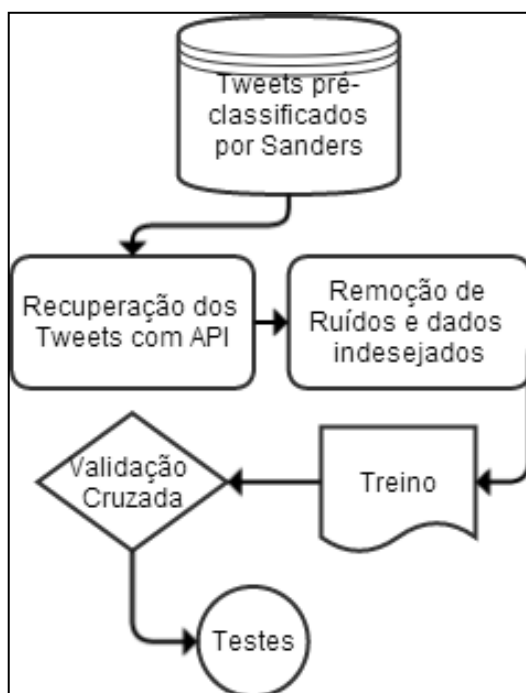 Tweets pré-
classificados
por Sanders
Recuperação dos
Tweets com API
Remoção de
Ruídos e dados
indesejados
Treino
Validação
Cruzada
Testes